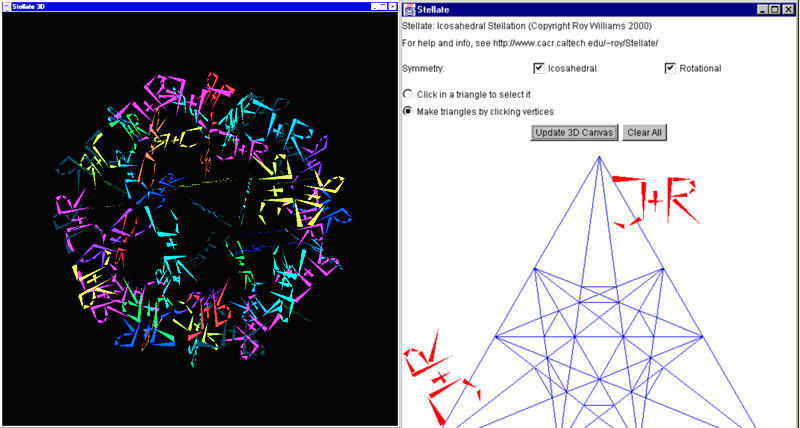 Stellate 3D
Stellate
Stellate: Icosahedral Stellation (Copyright Roy Williams 2000)
For help and info, see http://www.cacr.caltech.edu/~roy/Stellate/
Symmetry: Icosahedral Rotational
Click in a triangle to select it
Make triangles by clicking vertices
Update 3D Canvas Clear All
J+R
J+R